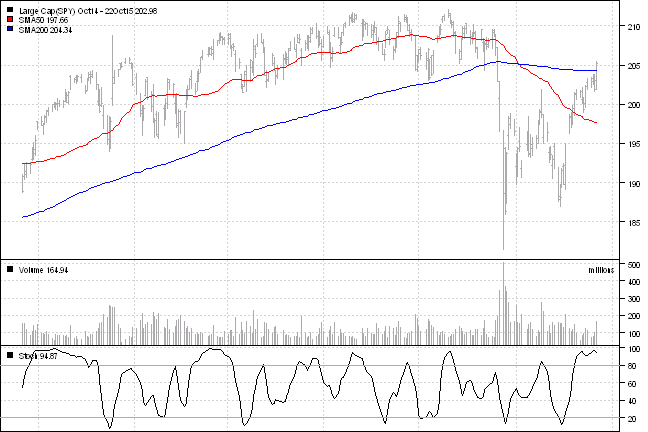 Large Cap(SPY) Oct14 - 22Oct15 202.98
SMA50 197.66
SMA200 204.34
210
205
200
195
190
185
Volume 164.94
millions
500
400
300
200
100
Stoch 94.87
100
80
60
40
20